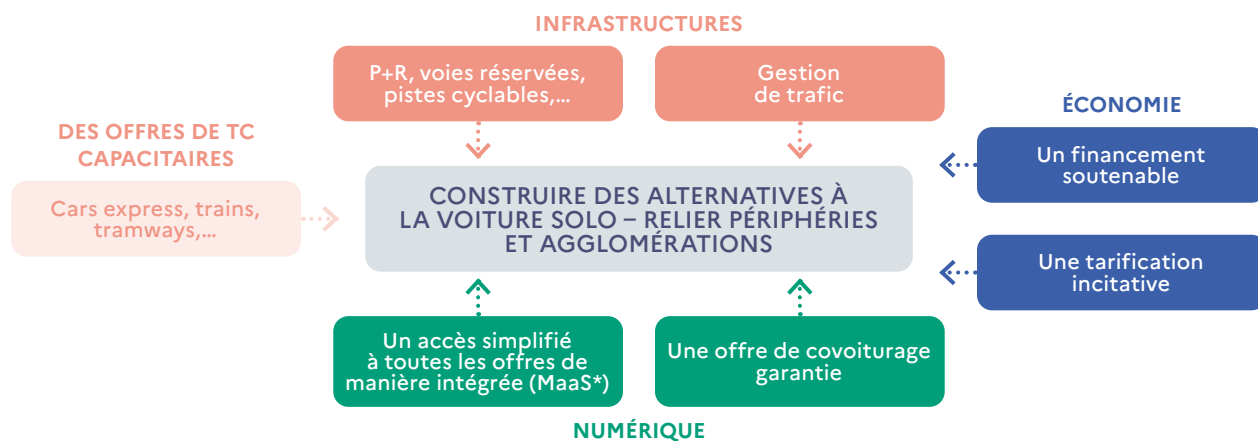 INFRASTRUCTURES
P+R, voies réservées,
pistes cyclables,...
Gestion
de trafic
DES OFFRES DE TC
CAPACITAIRES
Cars express, trains,
tramways,...
CONSTRUIRE DES ALTERNATIVES À
LA VOITURE SOLO – RELIER PÉRIPHÉRIES
ET AGGLOMÉRATIONS
ÉCONOMIE
Un financement
soutenable
Une tarification
incitative
Un accès simplifié
à toutes les offres de
manière intégrée (MaaS*)
Une offre de covoiturage
garantie
NUMÉRIQUE